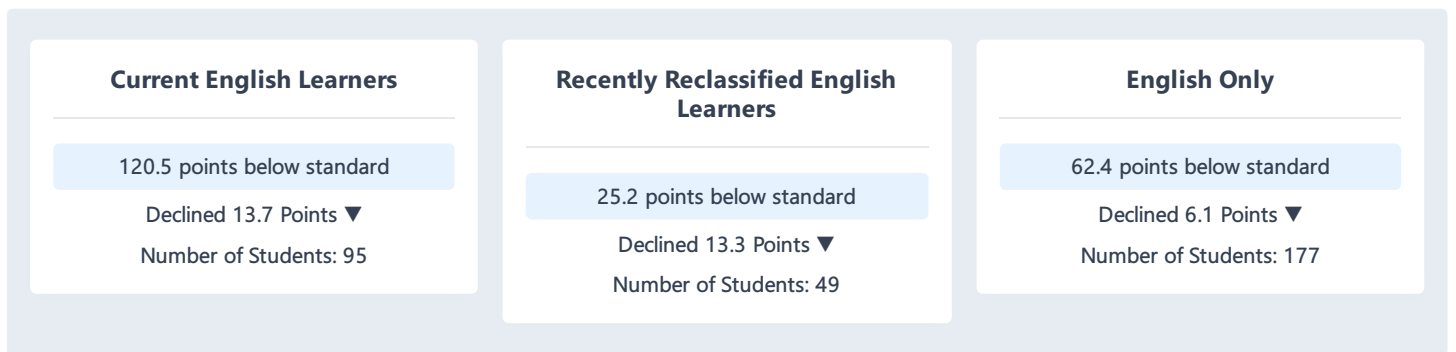 Current English Learners
120.5 points below standard
Declined 13.7 Points ▼
Number of Students: 95
Recently Reclassified English
Learners
25.2 points below standard
Declined 13.3 Points ▼
Number of Students: 49
English Only
62.4 points below standard
Declined 6.1 Points ▼
Number of Students: 177